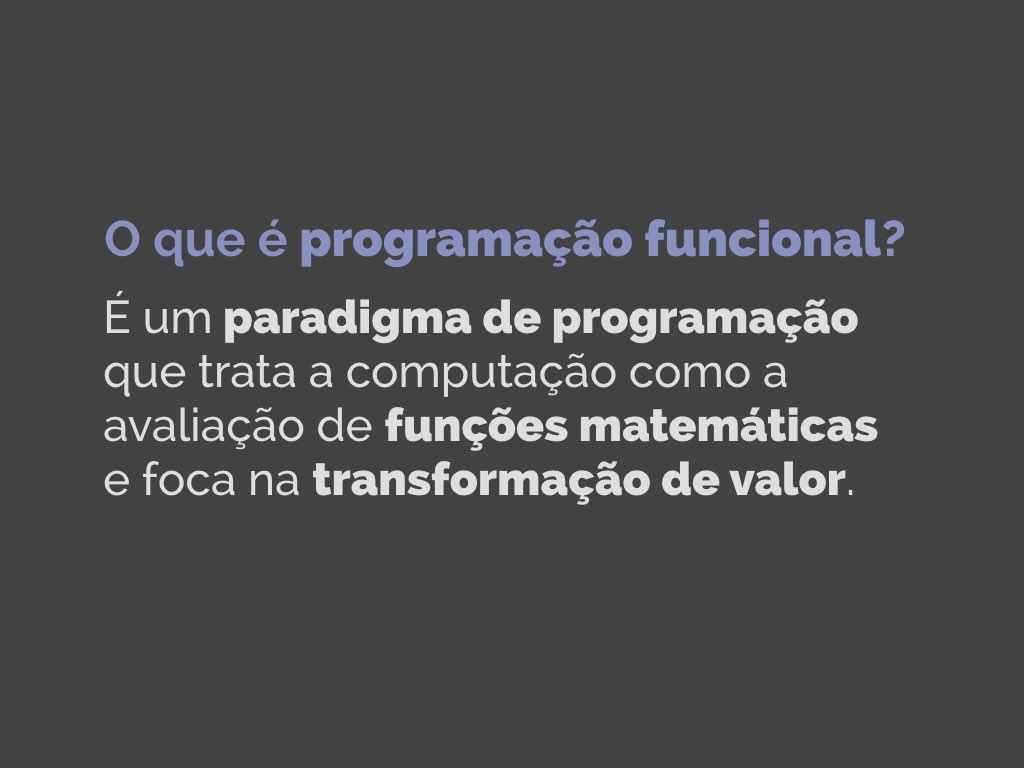 O que é programação funcional?
É um paradigma de programação
que trata a computação como a
avaliação de funções matemáticas
e foca na transformação de valor.